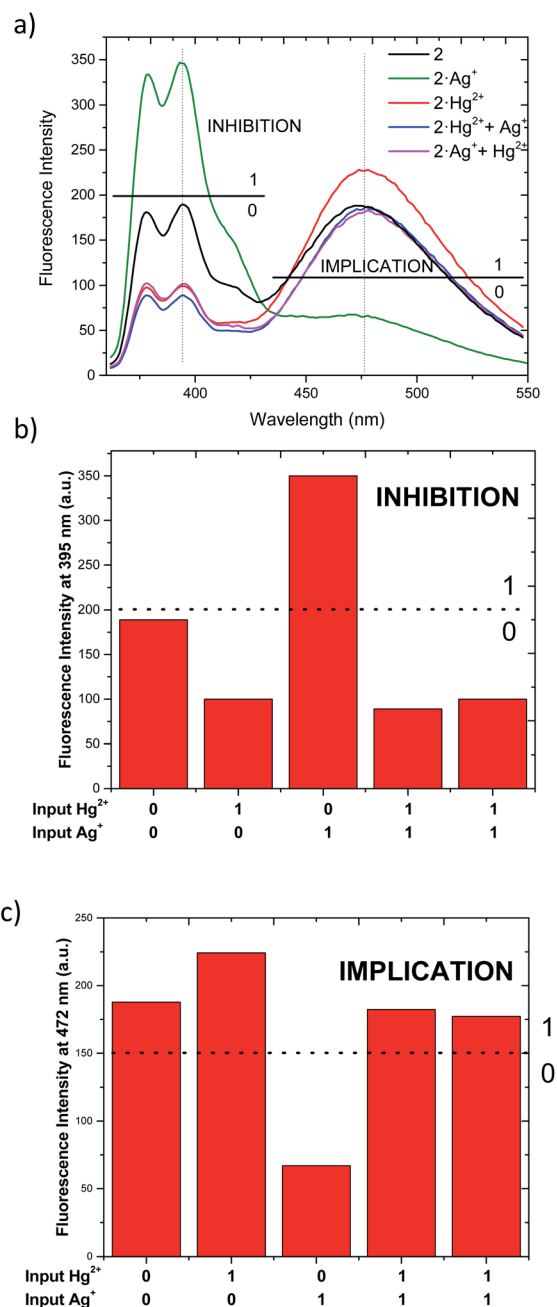 a)
350
300
250
200
150
100
50
0
Fluorescence Intensity
INHIBITION
1
0
IMPLICATION
1
0
2
2·Ag⁺
2·Hg²⁺
2·Hg²⁺ + Ag⁺
2·Ag⁺ + Hg²⁺
400 450 500 550
Wavelength (nm)
b)
350
300
250
200
150
100
50
0
Fluorescence Intensity at 395 nm (a.u.)
INHIBITION
1
0
Input Hg²⁺ 0 1 0 1 1
Input Ag⁺ 0 0 1 1 1
c)
250
200
150
100
50
0
Fluorescence Intensity at 472 nm (a.u.)
IMPLICATION
1
0
Input Hg²⁺ 0 1 0 1 1
Input Ag⁺ 0 0 1 1 1